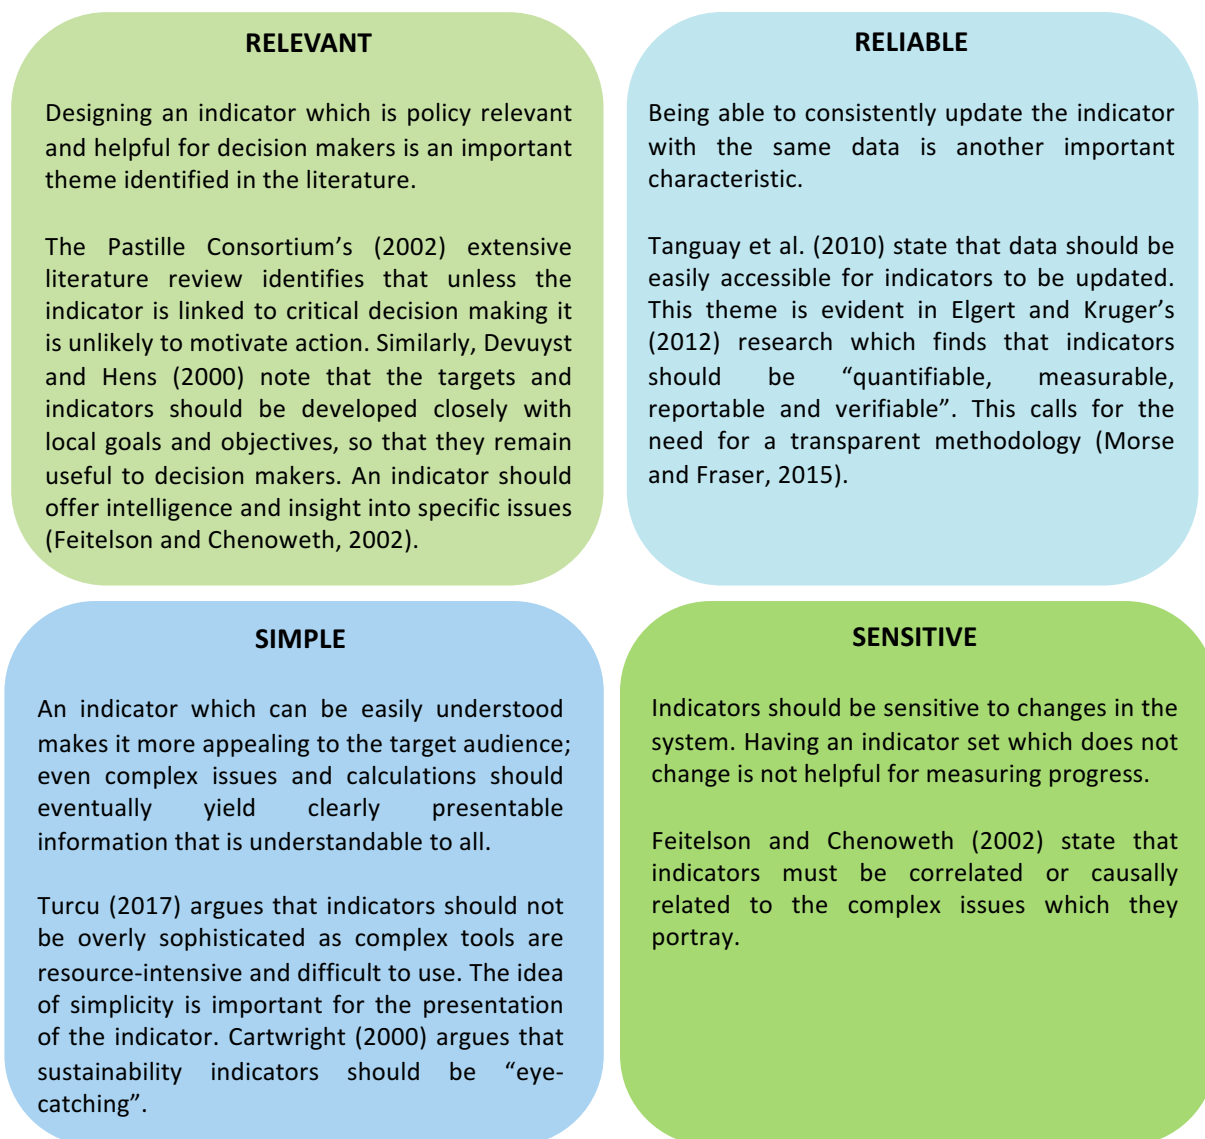 RELEVANT
Designing an indicator which is policy relevant
and helpful for decision makers is an important
theme identified in the literature.
The Pastille Consortium’s (2002) extensive
literature review identifies that unless the
indicator is linked to critical decision making it
is unlikely to motivate action. Similarly, Devuyst
and Hens (2000) note that the targets and
indicators should be developed closely with
local goals and objectives, so that they remain
useful to decision makers. An indicator should
offer intelligence and insight into specific issues
(Feitelson and Chenoweth, 2002).
RELIABLE
Being able to consistently update the indicator
with the same data is another important
characteristic.
Tanguay et al. (2010) state that data should be
easily accessible for indicators to be updated.
This theme is evident in Elgert and Kruger’s
(2012) research which finds that indicators
should be “quantifiable, measurable,
reportable and verifiable”. This calls for the
need for a transparent methodology (Morse
and Fraser, 2015).
SIMPLE
An indicator which can be easily understood
makes it more appealing to the target audience;
even complex issues and calculations should
eventually yield clearly presentable
information that is understandable to all.
Turcu (2017) argues that indicators should not
be overly sophisticated as complex tools are
resource-intensive and difficult to use. The idea
of simplicity is important for the presentation
of the indicator. Cartwright (2000) argues that
sustainability indicators should be “eye-
catching”.
SENSITIVE
Indicators should be sensitive to changes in the
system. Having an indicator set which does not
change is not helpful for measuring progress.
Feitelson and Chenoweth (2002) state that
indicators must be correlated or causally
related to the complex issues which they
portray.